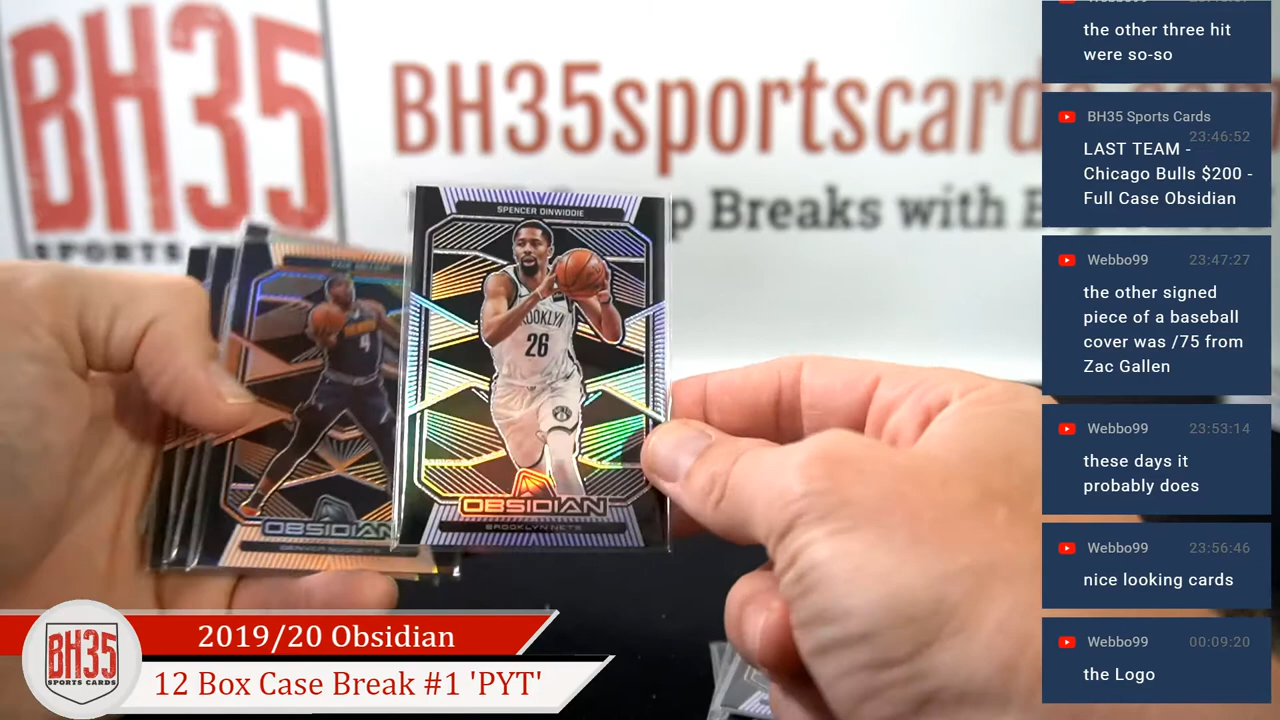 BH35
SPORTS
BH35sportscard
p Breaks with
SPENCER DINWIDDIE
BROOKLYN
26
OBSIDIAN
BROOKLYN NETS
4
OBSIDIAN
DENVER NUGGETS
BH35
SPORTS CARDS
2019/20 Obsidian
12 Box Case Break #1 'PYT'
the other three hit
were so-so
BH35 Sports Cards
23:46:52
LAST TEAM -
Chicago Bulls $200 -
Full Case Obsidian
Webbo99 23:47:27
the other signed
piece of a baseball
cover was /75 from
Zac Gallen
Webbo99 23:53:14
these days it
probably does
Webbo99 23:56:46
nice looking cards
Webbo99 00:09:20
the Logo